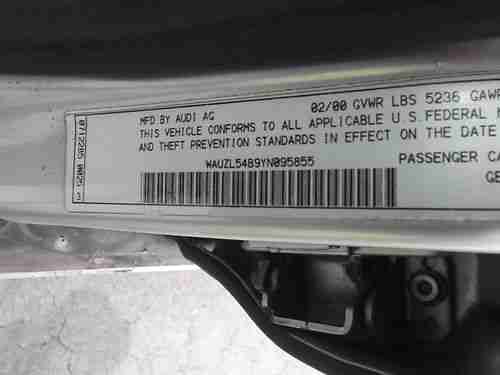 MFD BY AUDI AG 02/00 GVWR LBS 5236 GAWR
THIS VEHICLE CONFORMS TO ALL APPLICABLE U.S.FEDERAL
AND THEFT PREVENTION STANDARDS IN EFFECT ON THE DATE
WAUZL54B9YN095855 PASSENGER CA
GE